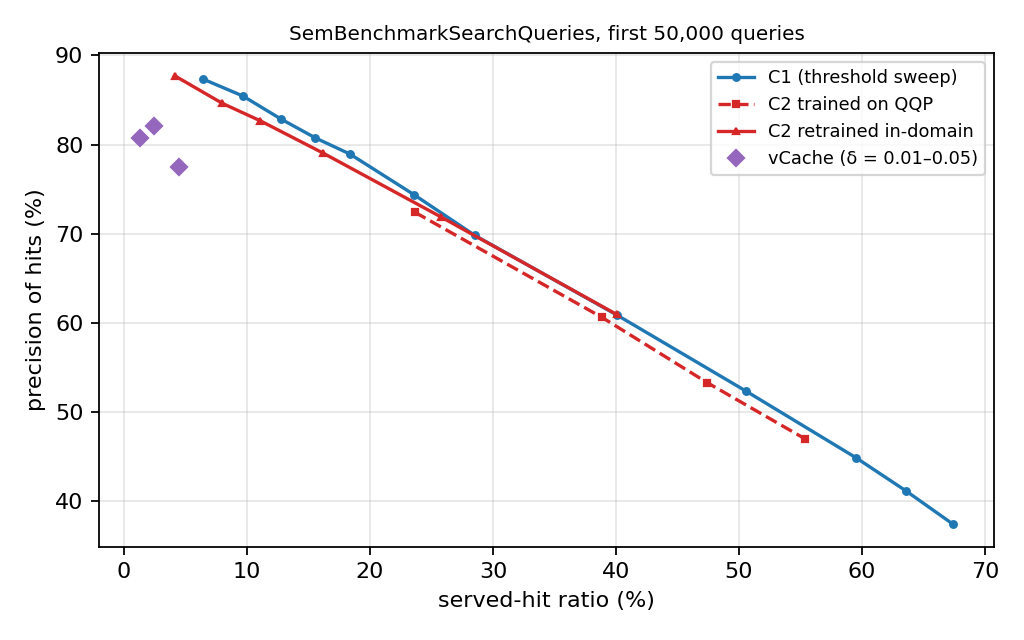 SemBenchmarkSearchQueries, first 50,000 queries
C1 (threshold sweep)
C2 trained on QQP
C2 retrained in-domain
vCache (δ = 0.01–0.05)
precision of hits (%)
90
80
70
60
50
40
0 10 20 30 40 50 60 70
served-hit ratio (%)